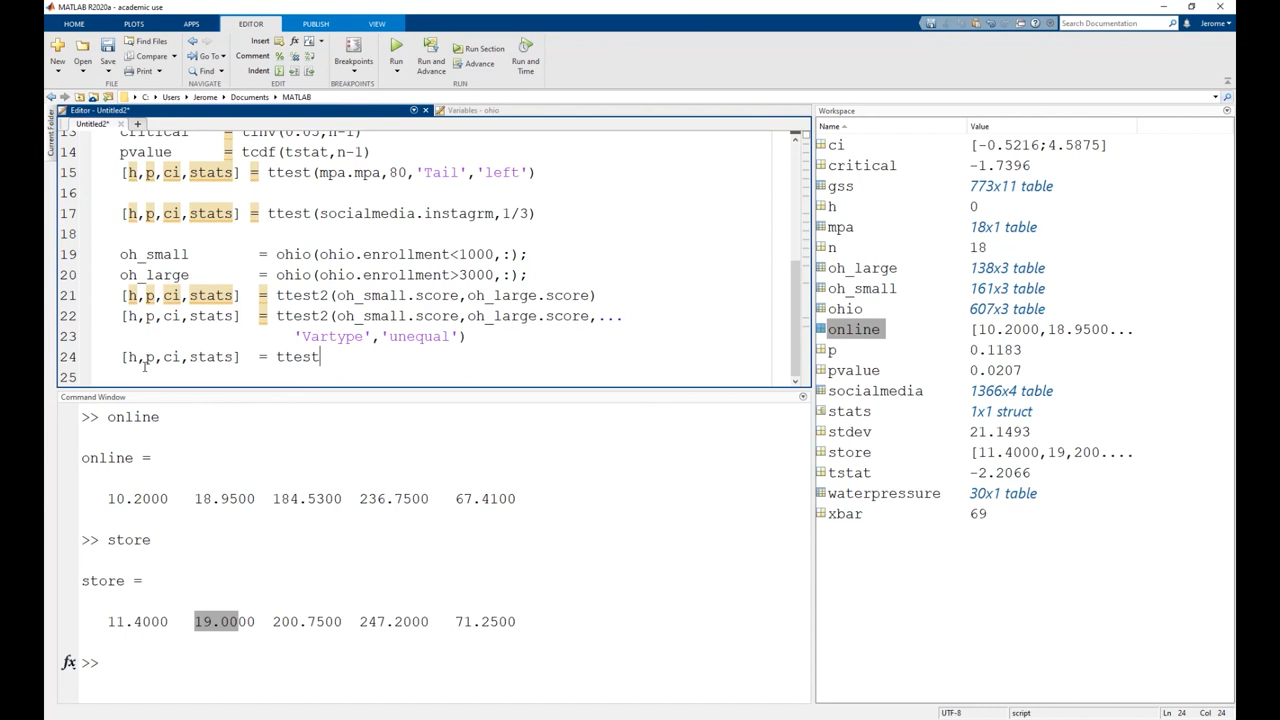 MATLAB R2020a - academic use
HOME PLOTS APPS EDITOR PUBLISH VIEW Search Documentation Jerome
New Open Save Find Files Compare Print Go To Find Insert Comment Indent fx Breakpoints Run Run and Advance Run Section Advance Run and Time
FILE NAVIGATE EDIT BREAKPOINTS RUN
C: Users Jerome Documents MATLAB
Current Folder
Editor - Untitled2* Variables - ohio
Untitled2*
13 critical = tinv(0.05,n-1)
14 pvalue = tcdf(tstat,n-1)
15 [h,p,ci,stats] = ttest(mpa.mpa,80,'Tail','left')
16
17 [h,p,ci,stats] = ttest(socialmedia.instagrm,1/3)
18
19 oh_small = ohio(ohio.enrollment<1000,:);
20 oh_large = ohio(ohio.enrollment>3000,:);
21 [h,p,ci,stats] = ttest2(oh_small.score,oh_large.score)
22 [h,p,ci,stats] = ttest2(oh_small.score,oh_large.score,...
23 'Vartype','unequal')
24 [h,p,ci,stats] = ttest
25
Command Window
>> online
online =
10.2000 18.9500 184.5300 236.7500 67.4100
>> store
store =
11.4000 19.0000 200.7500 247.2000 71.2500
fx >>
Workspace
Name Value
ci [-0.5216;4.5875]
critical -1.7396
gss 773x11 table
h 0
mpa 18x1 table
n 18
oh_large 138x3 table
oh_small 161x3 table
ohio 607x3 table
online [10.2000,18.9500...
p 0.1183
pvalue 0.0207
socialmedia 1366x4 table
stats 1x1 struct
stdev 21.1493
store [11.4000,19,200....
tstat -2.2066
waterpressure 30x1 table
xbar 69
UTF-8 script Ln 24 Col 24